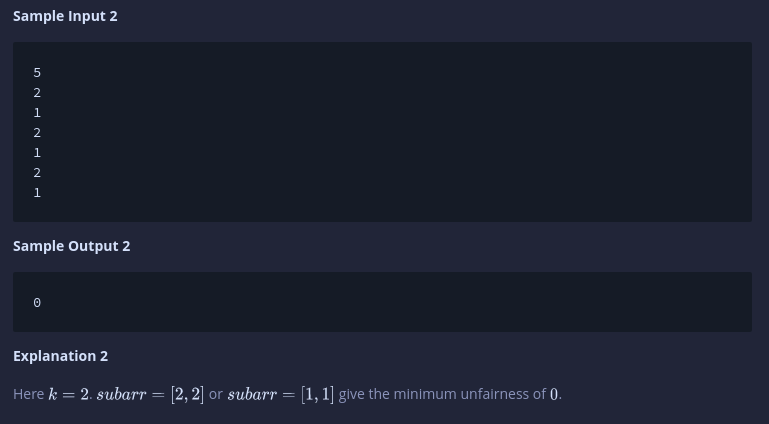 Sample Input 2
5
2
1
2
1
2
1
Sample Output 2
0
Explanation 2
Here k = 2. subarr = [2, 2] or subarr = [1, 1] give the minimum unfairness of 0.